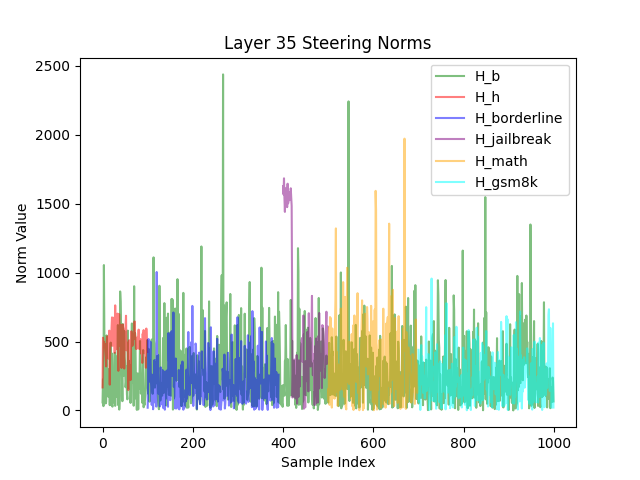 Layer 35 Steering Norms
2500
2000
1500
1000
500
0
Norm Value
H_b
H_h
H_borderline
H_jailbreak
H_math
H_gsm8k
0
200
400
600
800
1000
Sample Index